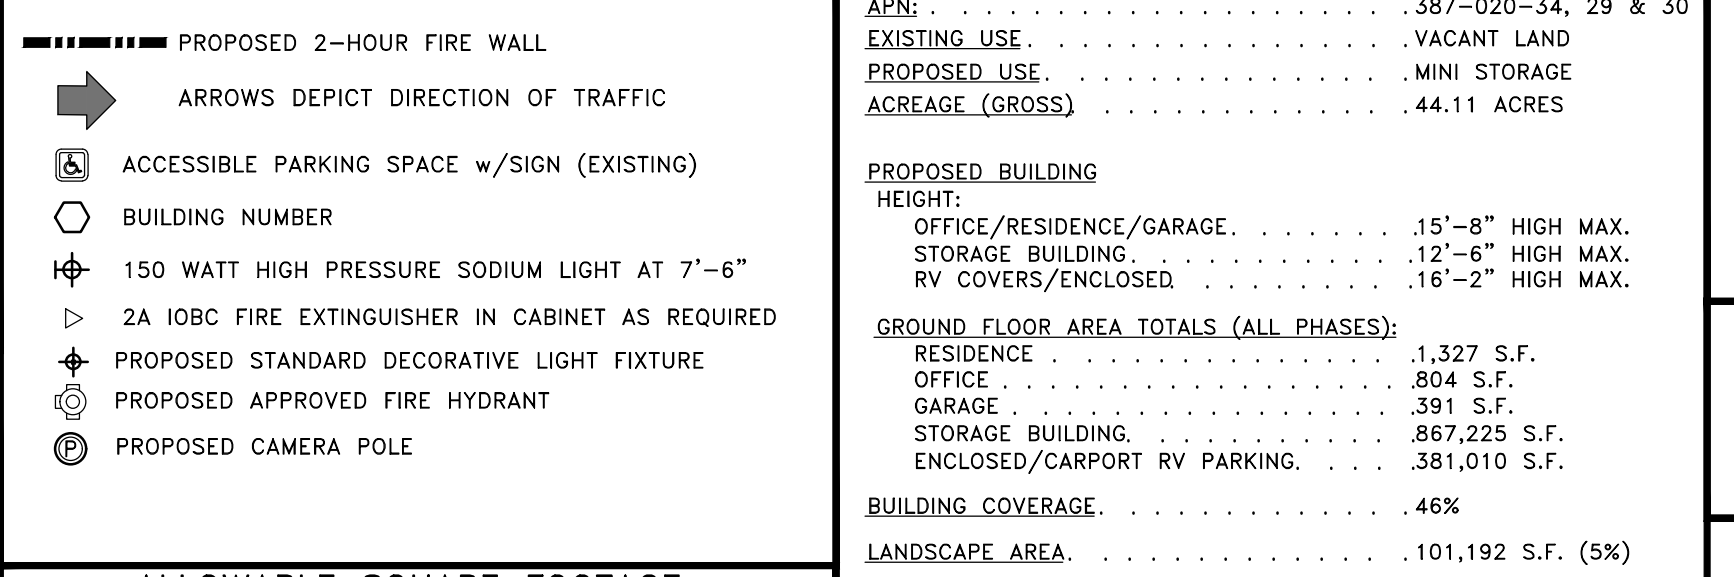 PROPOSED 2-HOUR FIRE WALL
ARROWS DEPICT DIRECTION OF TRAFFIC
ACCESSIBLE PARKING SPACE w/SIGN (EXISTING)
BUILDING NUMBER
150 WATT HIGH PRESSURE SODIUM LIGHT AT 7'-6"
2A IOBC FIRE EXTINGUISHER IN CABINET AS REQUIRED
PROPOSED STANDARD DECORATIVE LIGHT FIXTURE
PROPOSED APPROVED FIRE HYDRANT
P PROPOSED CAMERA POLE
ALLOWABLE SQUARE FOOTAGE
APN: . . . . . . . . . . . . . . . . . 387-020-34, 29 & 30
EXISTING USE. . . . . . . . . . . . . . VACANT LAND
PROPOSED USE. . . . . . . . . . . . . MINI STORAGE
ACREAGE (GROSS). . . . . . . . . . . . 44.11 ACRES
PROPOSED BUILDING
HEIGHT:
OFFICE/RESIDENCE/GARAGE. . . . . . . 15'-8" HIGH MAX.
STORAGE BUILDING. . . . . . . . . . 12'-6" HIGH MAX.
RV COVERS/ENCLOSED. . . . . . . . . 16'-2" HIGH MAX.
GROUND FLOOR AREA TOTALS (ALL PHASES):
RESIDENCE . . . . . . . . . . . . . 1,327 S.F.
OFFICE . . . . . . . . . . . . . . . 804 S.F.
GARAGE . . . . . . . . . . . . . . 391 S.F.
STORAGE BUILDING. . . . . . . . . . 867,225 S.F.
ENCLOSED/CARPORT RV PARKING. . . . . 381,010 S.F.
BUILDING COVERAGE. . . . . . . . . . . 46%
LANDSCAPE AREA. . . . . . . . . . . . 101,192 S.F. (5%)